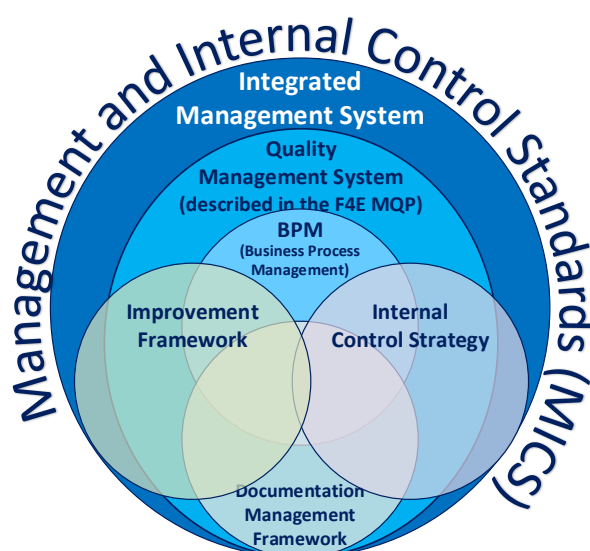 Management and Internal Control Standards (MICS)
Integrated
Management System
Quality
Management System
(described in the F4E MQP)
BPM
(Business Process
Management)
Improvement
Framework
Internal
Control Strategy
Documentation
Management
Framework